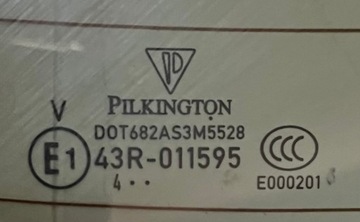 V
PILKINGTON
DOT682AS3M5528
E1 43R-011595 CCC
4 ··
E000201